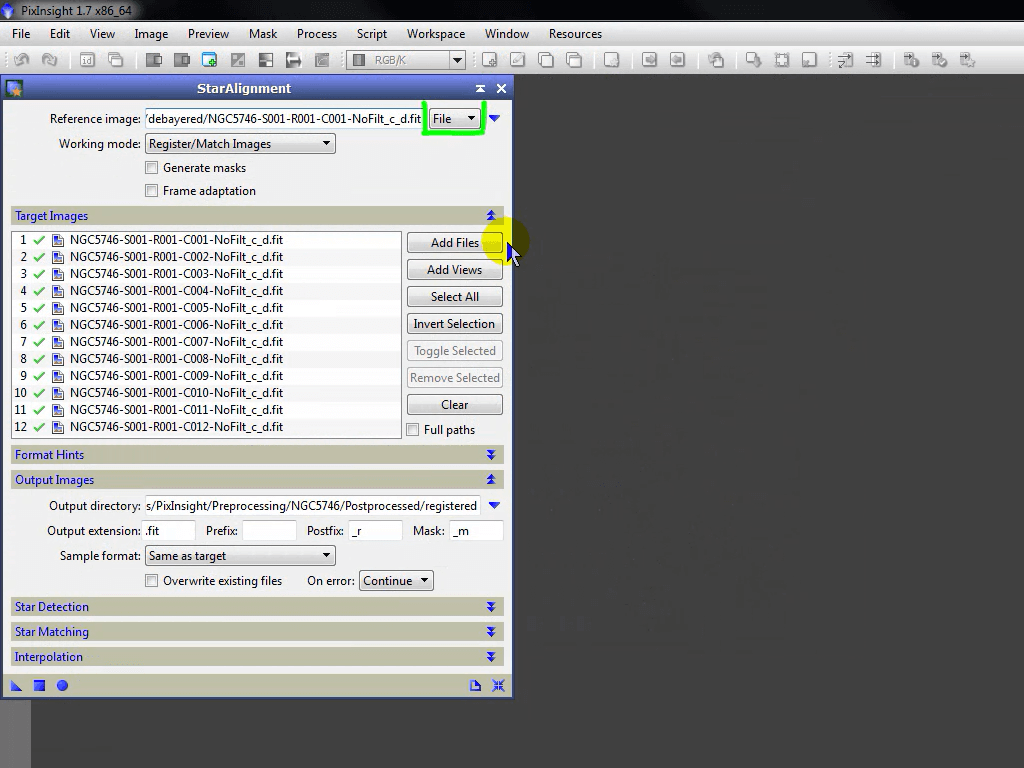 PixInsight 1.7 x86_64
File Edit View Image Preview Mask Process Script Workspace Window Resources
RGB/K
StarAlignment
Reference image: /debayered/NGC5746-S001-R001-C001-NoFilt_c_d.fit File
Working mode: Register/Match Images
Generate masks
Frame adaptation
Target Images
1 NGC5746-S001-R001-C001-NoFilt_c_d.fit Add Files
2 NGC5746-S001-R001-C002-NoFilt_c_d.fit
3 NGC5746-S001-R001-C003-NoFilt_c_d.fit Add Views
4 NGC5746-S001-R001-C004-NoFilt_c_d.fit Select All
5 NGC5746-S001-R001-C005-NoFilt_c_d.fit
6 NGC5746-S001-R001-C006-NoFilt_c_d.fit Invert Selection
7 NGC5746-S001-R001-C007-NoFilt_c_d.fit Toggle Selected
8 NGC5746-S001-R001-C008-NoFilt_c_d.fit
9 NGC5746-S001-R001-C009-NoFilt_c_d.fit Remove Selected
10 NGC5746-S001-R001-C010-NoFilt_c_d.fit
11 NGC5746-S001-R001-C011-NoFilt_c_d.fit Clear
12 NGC5746-S001-R001-C012-NoFilt_c_d.fit Full paths
Format Hints
Output Images
Output directory: s/PixInsight/Preprocessing/NGC5746/Postprocessed/registered
Output extension: .fit Prefix: Postfix: _r Mask: _m
Sample format: Same as target
Overwrite existing files On error: Continue
Star Detection
Star Matching
Interpolation